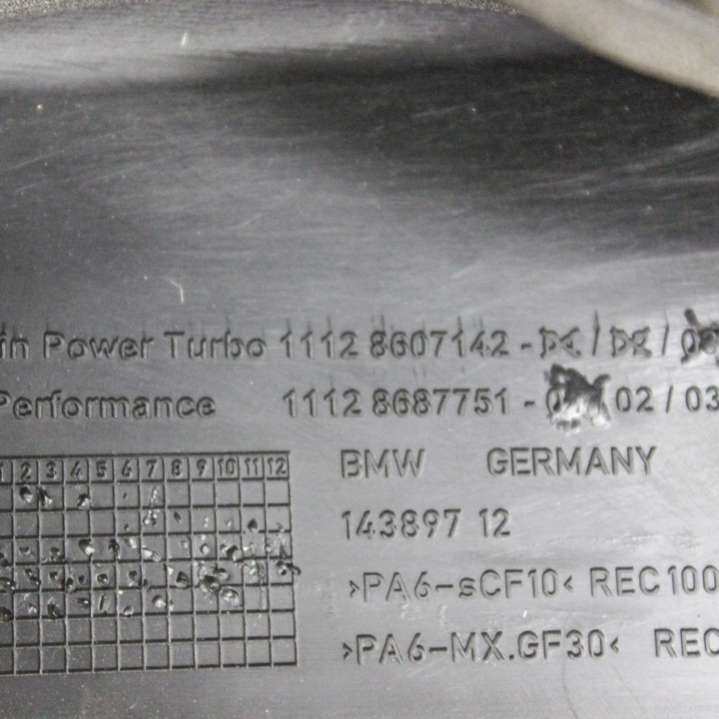 in Power Turbo 1112 8607142 -
Performance 1112 8687751 - 02 / 03
1 2 3 4 5 6 7 8 9 10 11 12
BMW GERMANY
143897 12
>PA6-sCF10< REC100
>PA6-MX.GF30< REC